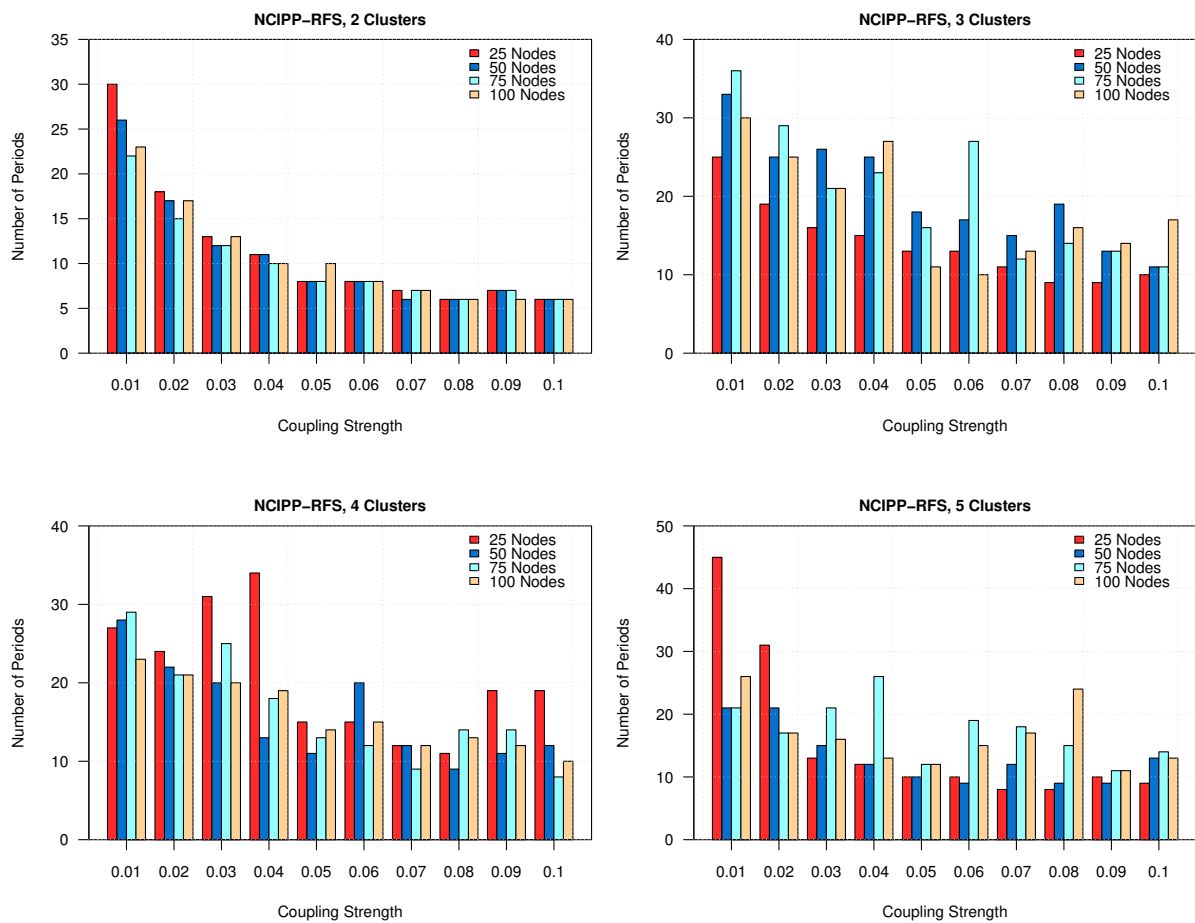 NCIPP−RFS, 2 Clusters
35
30
25
20
15
10
5
0
Number of Periods
25 Nodes
50 Nodes
75 Nodes
100 Nodes
0.01 0.02 0.03 0.04 0.05 0.06 0.07 0.08 0.09 0.1
Coupling Strength
NCIPP−RFS, 3 Clusters
40
30
20
10
0
Number of Periods
25 Nodes
50 Nodes
75 Nodes
100 Nodes
0.01 0.02 0.03 0.04 0.05 0.06 0.07 0.08 0.09 0.1
Coupling Strength
NCIPP−RFS, 4 Clusters
40
30
20
10
0
Number of Periods
25 Nodes
50 Nodes
75 Nodes
100 Nodes
0.01 0.02 0.03 0.04 0.05 0.06 0.07 0.08 0.09 0.1
Coupling Strength
NCIPP−RFS, 5 Clusters
50
40
30
20
10
0
Number of Periods
25 Nodes
50 Nodes
75 Nodes
100 Nodes
0.01 0.02 0.03 0.04 0.05 0.06 0.07 0.08 0.09 0.1
Coupling Strength